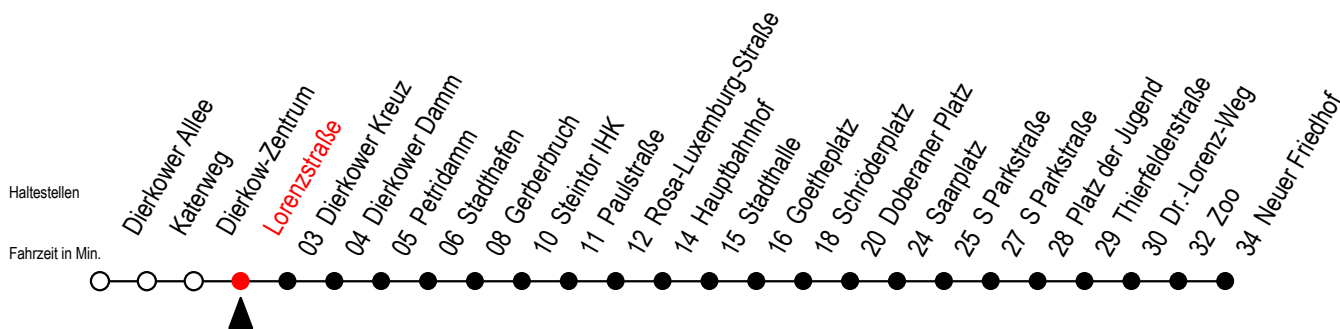 Haltestellen
Fahrzeit in Min.
Dierkower Allee
Katerweg
Dierkow-Zentrum
Lorenzstraße
03 Dierkower Kreuz
04 Dierkower Damm
05 Petridamm
06 Stadthafen
08 Gerberbruch
10 Steintor IHK
11 Paulstraße
12 Rosa-Luxemburg-Straße
14 Hauptbahnhof
15 Stadthalle
16 Goetheplatz
18 Schröderplatz
20 Doberaner Platz
24 Saarplatz
25 S Parkstraße
27 S Parkstraße
28 Platz der Jugend
29 Thierfelderstraße
30 Dr.-Lorenz-Weg
32 Zoo
34 Neuer Friedhof